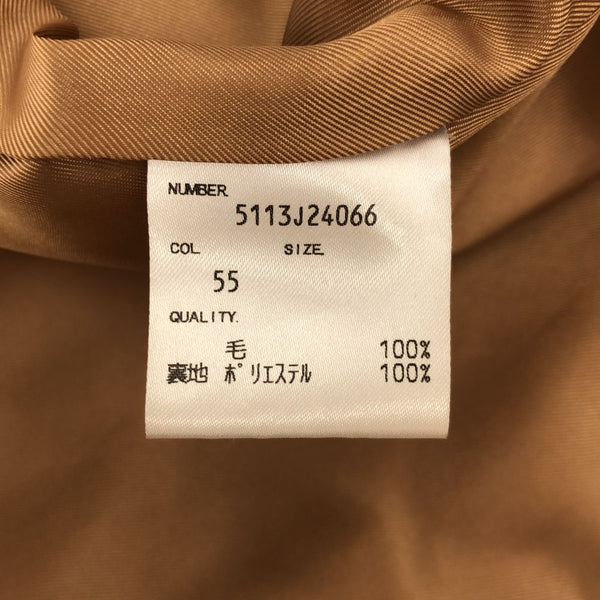 NUMBER.
5113J24066
COL SIZE.
55
QUALITY.
毛 100%
裏地 ポリエステル 100%